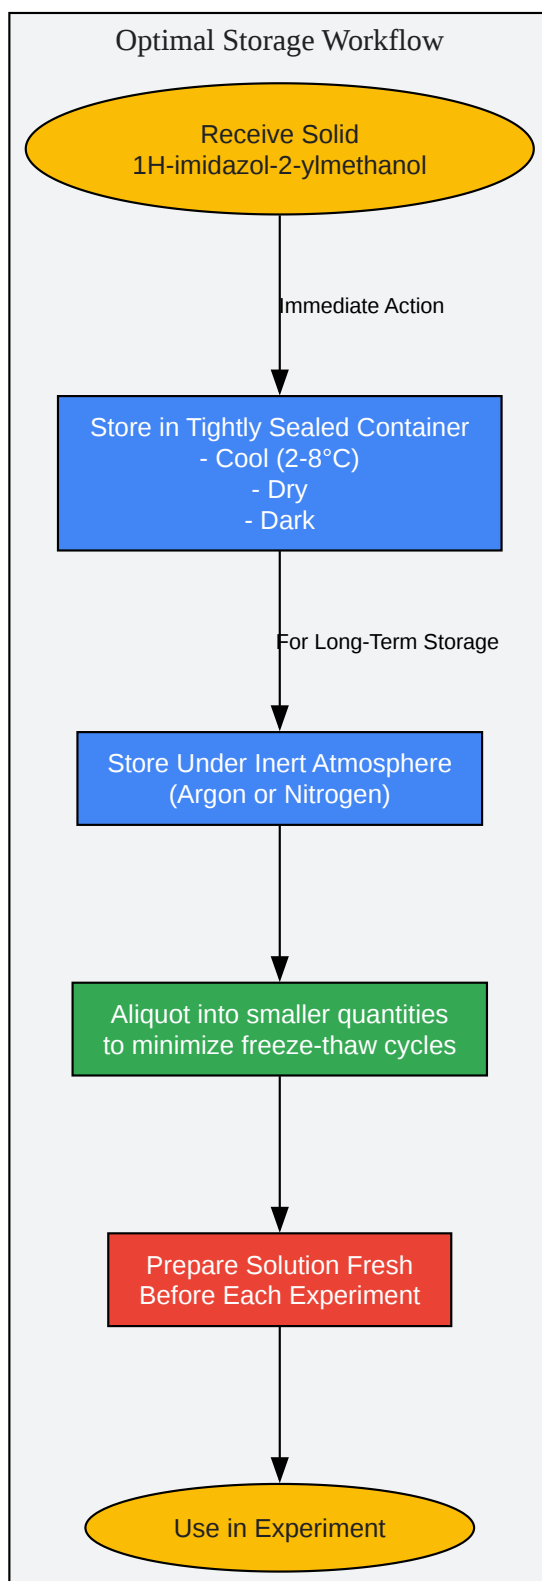 Optimal Storage Workflow
Receive Solid
1H-imidazol-2-ylmethanol
Immediate Action
Store in Tightly Sealed Container
- Cool (2-8°C)
- Dry
- Dark
For Long-Term Storage
Store Under Inert Atmosphere
(Argon or Nitrogen)
Aliquot into smaller quantities
to minimize freeze-thaw cycles
Prepare Solution Fresh
Before Each Experiment
Use in Experiment